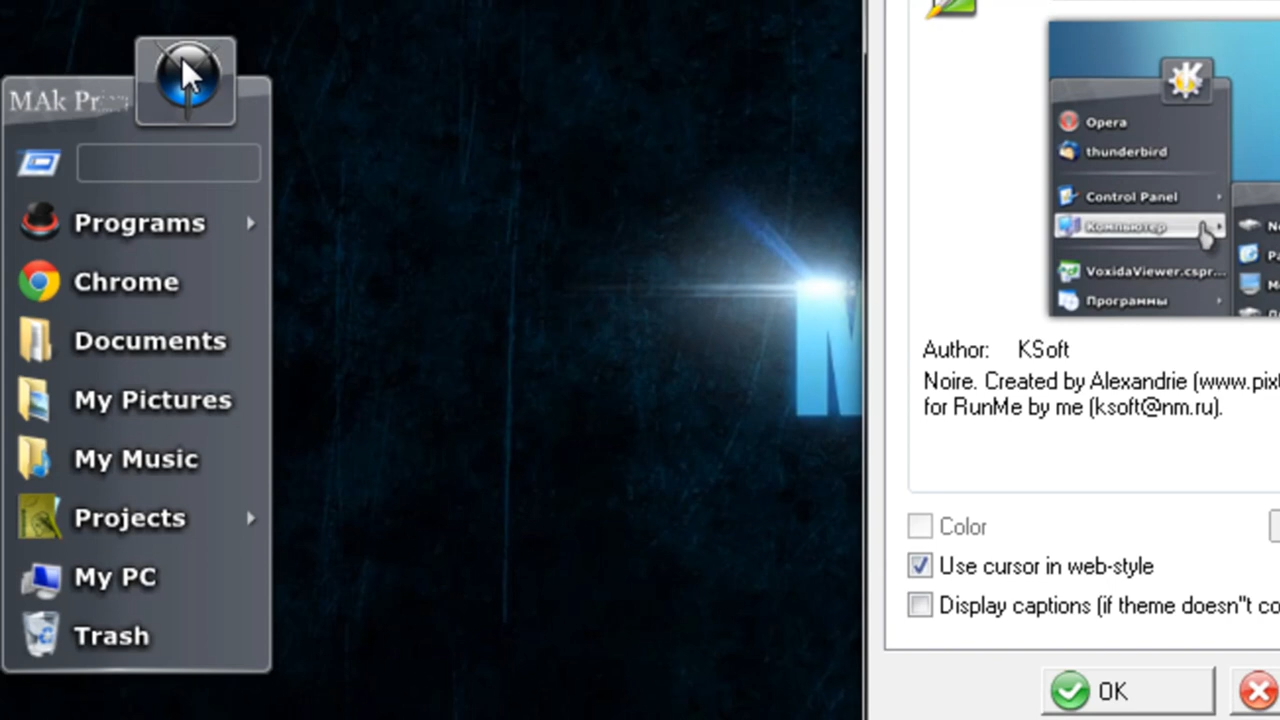 MAk
Programs
Chrome
Documents
My Pictures
My Music
Projects
My PC
Trash
N
Opera
thunderbird
Control Panel
Компьютер
VoxidaViewer.cspr...
Программы
Author: KSoft
Noire. Created by Alexandrie (www.pixt
for RunMe by me (ksoft@nm.ru).
Color
Use cursor in web-style
Display captions (if theme doesn"t co
OK